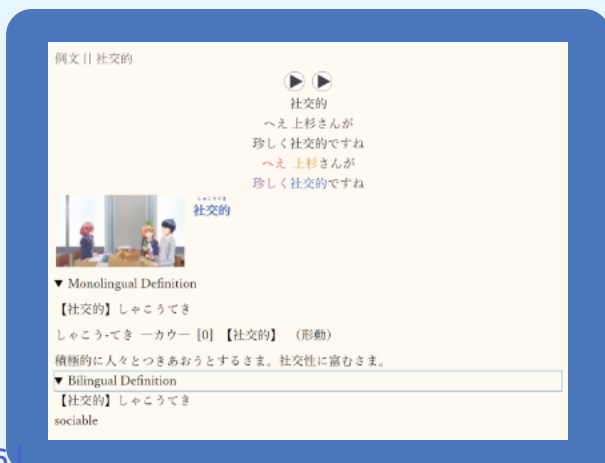 例文 || 社交的
社交的
へえ 上杉さんが
珍しく社交的ですね
へえ 上杉さんが
珍しく社交的ですね
しゃこうてき
社交的
▼ Monolingual Definition
【社交的】しゃこうてき
しゃこう-てき ―カウ― [0] 【社交的】 （形動）
積極的に人々とつきあおうとするさま。社交性に富むさま。
▼ Bilingual Definition
【社交的】しゃこうてき
sociable